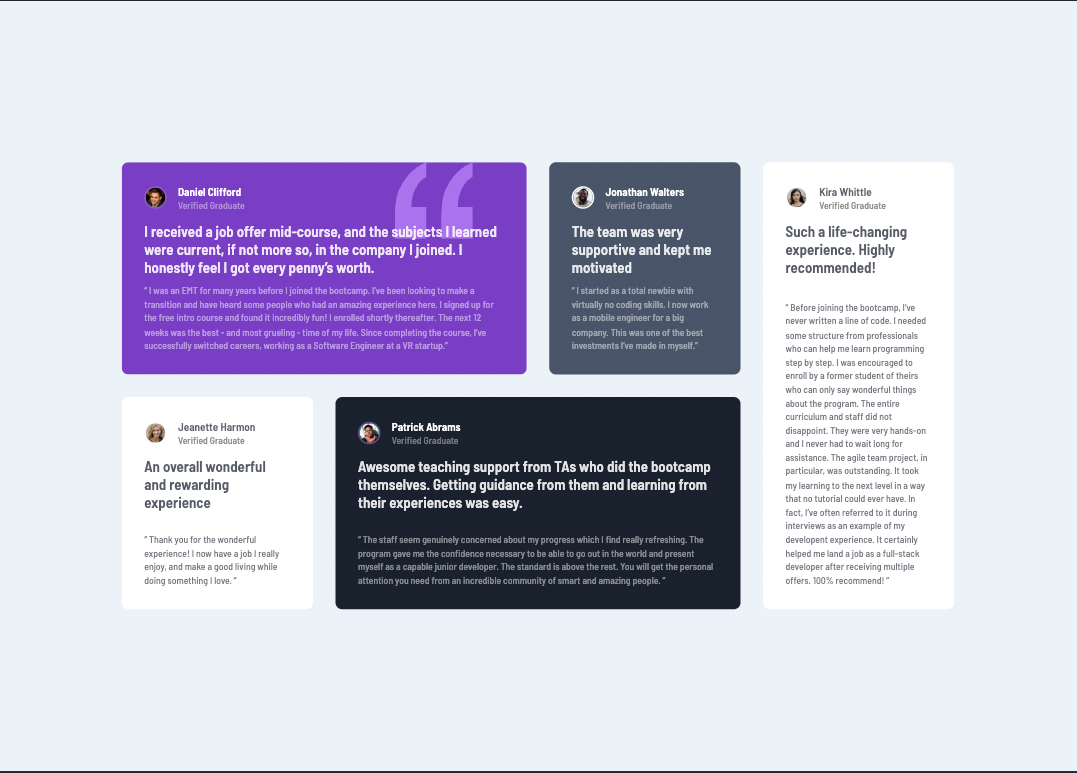 Daniel Clifford
Verified Graduate
I received a job offer mid-course, and the subjects I learned
were current, if not more so, in the company I joined. I
honestly feel I got every penny’s worth.
“ I was an EMT for many years before I joined the bootcamp. I’ve been looking to make a
transition and have heard some people who had an amazing experience here. I signed up for
the free intro course and found it incredibly fun! I enrolled shortly thereafter. The next 12
weeks was the best - and most grueling - time of my life. Since completing the course, I’ve
successfully switched careers, working as a Software Engineer at a VR startup.”
Jonathan Walters
Verified Graduate
The team was very
supportive and kept me
motivated
“ I started as a total newbie with
virtually no coding skills. I now work
as a mobile engineer for a big
company. This was one of the best
investments I’ve made in myself.”
Kira Whittle
Verified Graduate
Such a life-changing
experience. Highly
recommended!
“ Before joining the bootcamp, I’ve
never written a line of code. I needed
some structure from professionals
who can help me learn programming
step by step. I was encouraged to
enroll by a former student of theirs
who can only say wonderful things
about the program. The entire
curriculum and staff did not
disappoint. They were very hands-on
and I never had to wait long for
assistance. The agile team project, in
particular, was outstanding. It took
my learning to the next level in a way
that no tutorial could ever have. In
fact, I’ve often referred to it during
interviews as an example of my
developent experience. It certainly
helped me land a job as a full-stack
developer after receiving multiple
offers. 100% recommend! ”
Jeanette Harmon
Verified Graduate
An overall wonderful
and rewarding
experience
“ Thank you for the wonderful
experience! I now have a job I really
enjoy, and make a good living while
doing something I love. ”
Patrick Abrams
Verified Graduate
Awesome teaching support from TAs who did the bootcamp
themselves. Getting guidance from them and learning from
their experiences was easy.
“ The staff seem genuinely concerned about my progress which I find really refreshing. The
program gave me the confidence necessary to be able to go out in the world and present
myself as a capable junior developer. The standard is above the rest. You will get the personal
attention you need from an incredible community of smart and amazing people. ”